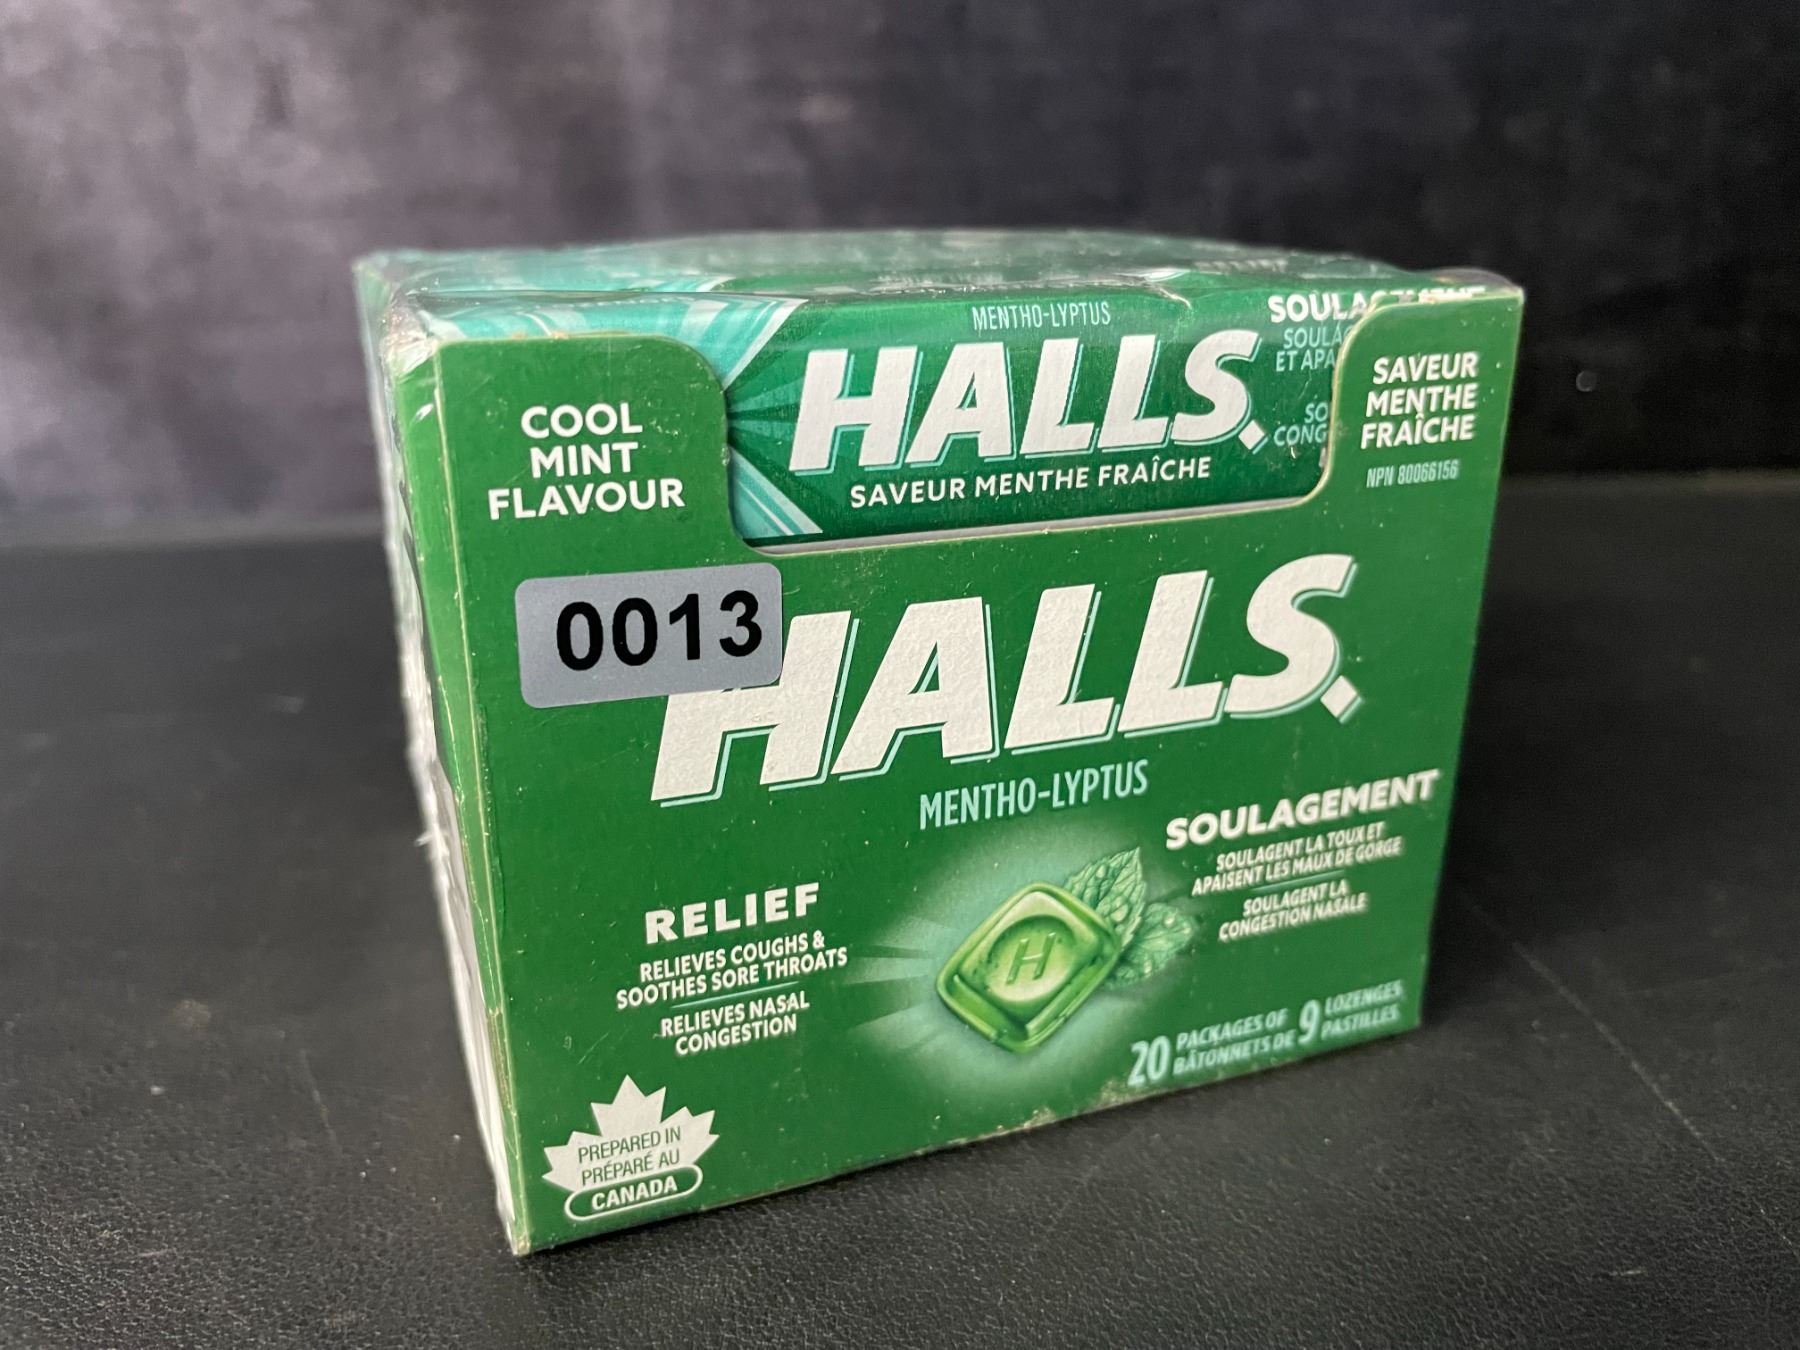 MENTHO-LYPTUS
HALLS.
SAVEUR MENTHE FRAÎCHE
COOL
MINT
FLAVOUR
SAVEUR
MENTHE
FRAÎCHE
NPN 80066156
0013
HALLS.
MENTHO-LYPTUS
RELIEF
RELIEVES COUGHS &
SOOTHES SORE THROATS
RELIEVES NASAL
CONGESTION
SOULAGEMENT
SOULAGENT LA TOUX ET
APAISENT LES MAUX DE GORGE
SOULAGENT LA
CONGESTION NASALE
H
20 PACKAGES OF 9 LOZENGES
BÂTONNETS DE PASTILLES
PREPARED IN
PRÉPARÉ AU
CANADA